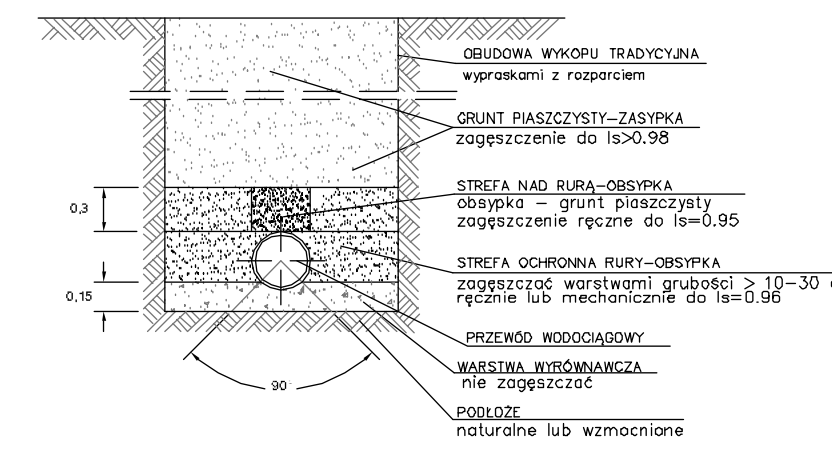 OBUDOWA WYKOPU TRADYCYJNA
wypraskami z rozparciem
GRUNT PIASZCZYSTY-ZASYPKA
zagęszczenie do Is>0.98
STREFA NAD RURĄ-OBSYPKA
obsypka - grunt piaszczysty
zagęszczenie ręczne do Is=0.95
0,3
STREFA OCHRONNA RURY-OBSYPKA
zagęszczać warstwami grubości > 10-30
ręcznie lub mechanicznie do Is=0.96
0,15
PRZEWÓD WODOCIĄGOWY
WARSTWA WYRÓWNAWCZA
nie zagęszczać
90°
PODŁOŻE
naturalne lub wzmocnione